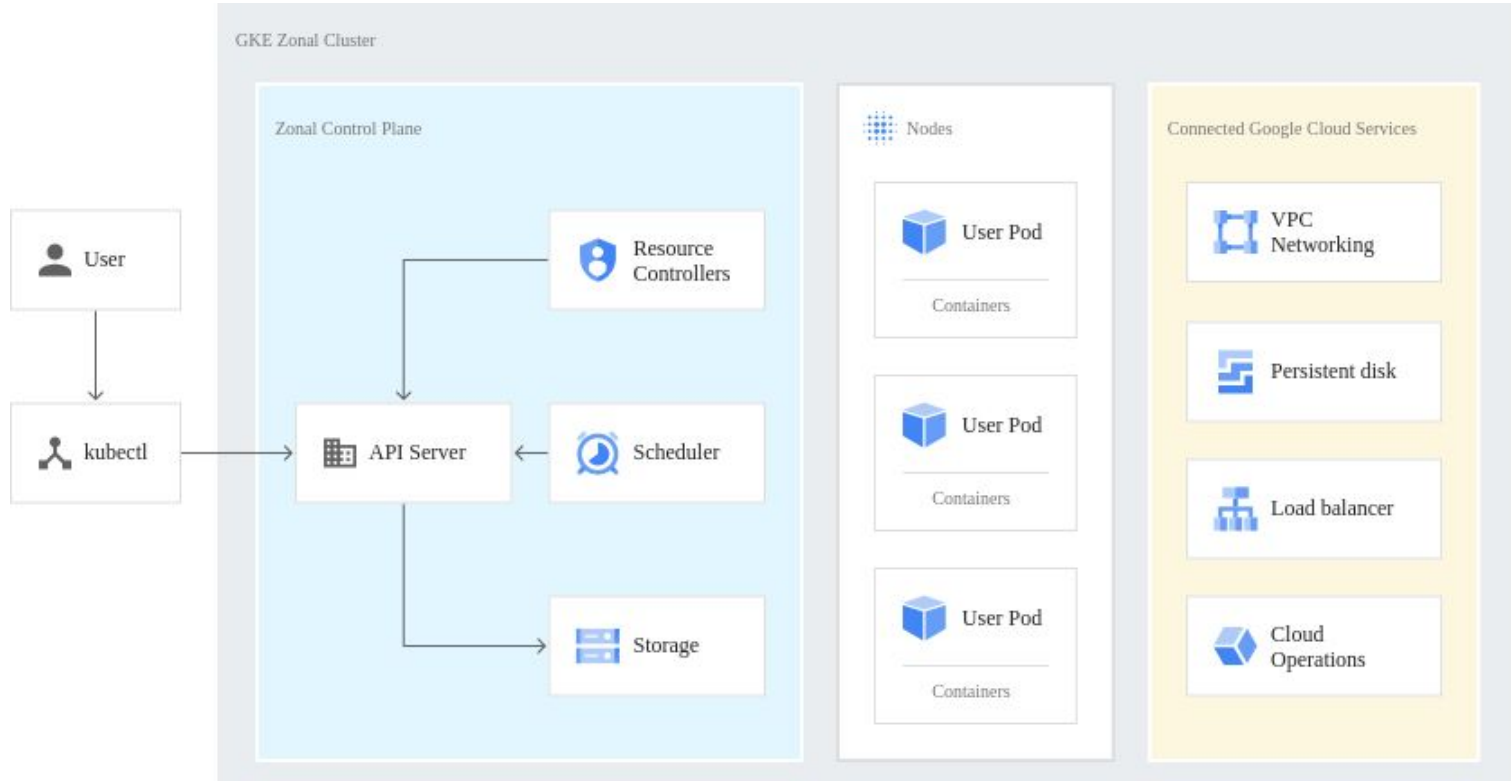 GKE Zonal Cluster
Zonal Control Plane
Nodes
Connected Google Cloud Services
User
kubectl
Resource
Controllers
API Server
Scheduler
Storage
User Pod
Containers
User Pod
Containers
User Pod
Containers
VPC
Networking
Persistent disk
Load balancer
Cloud
Operations